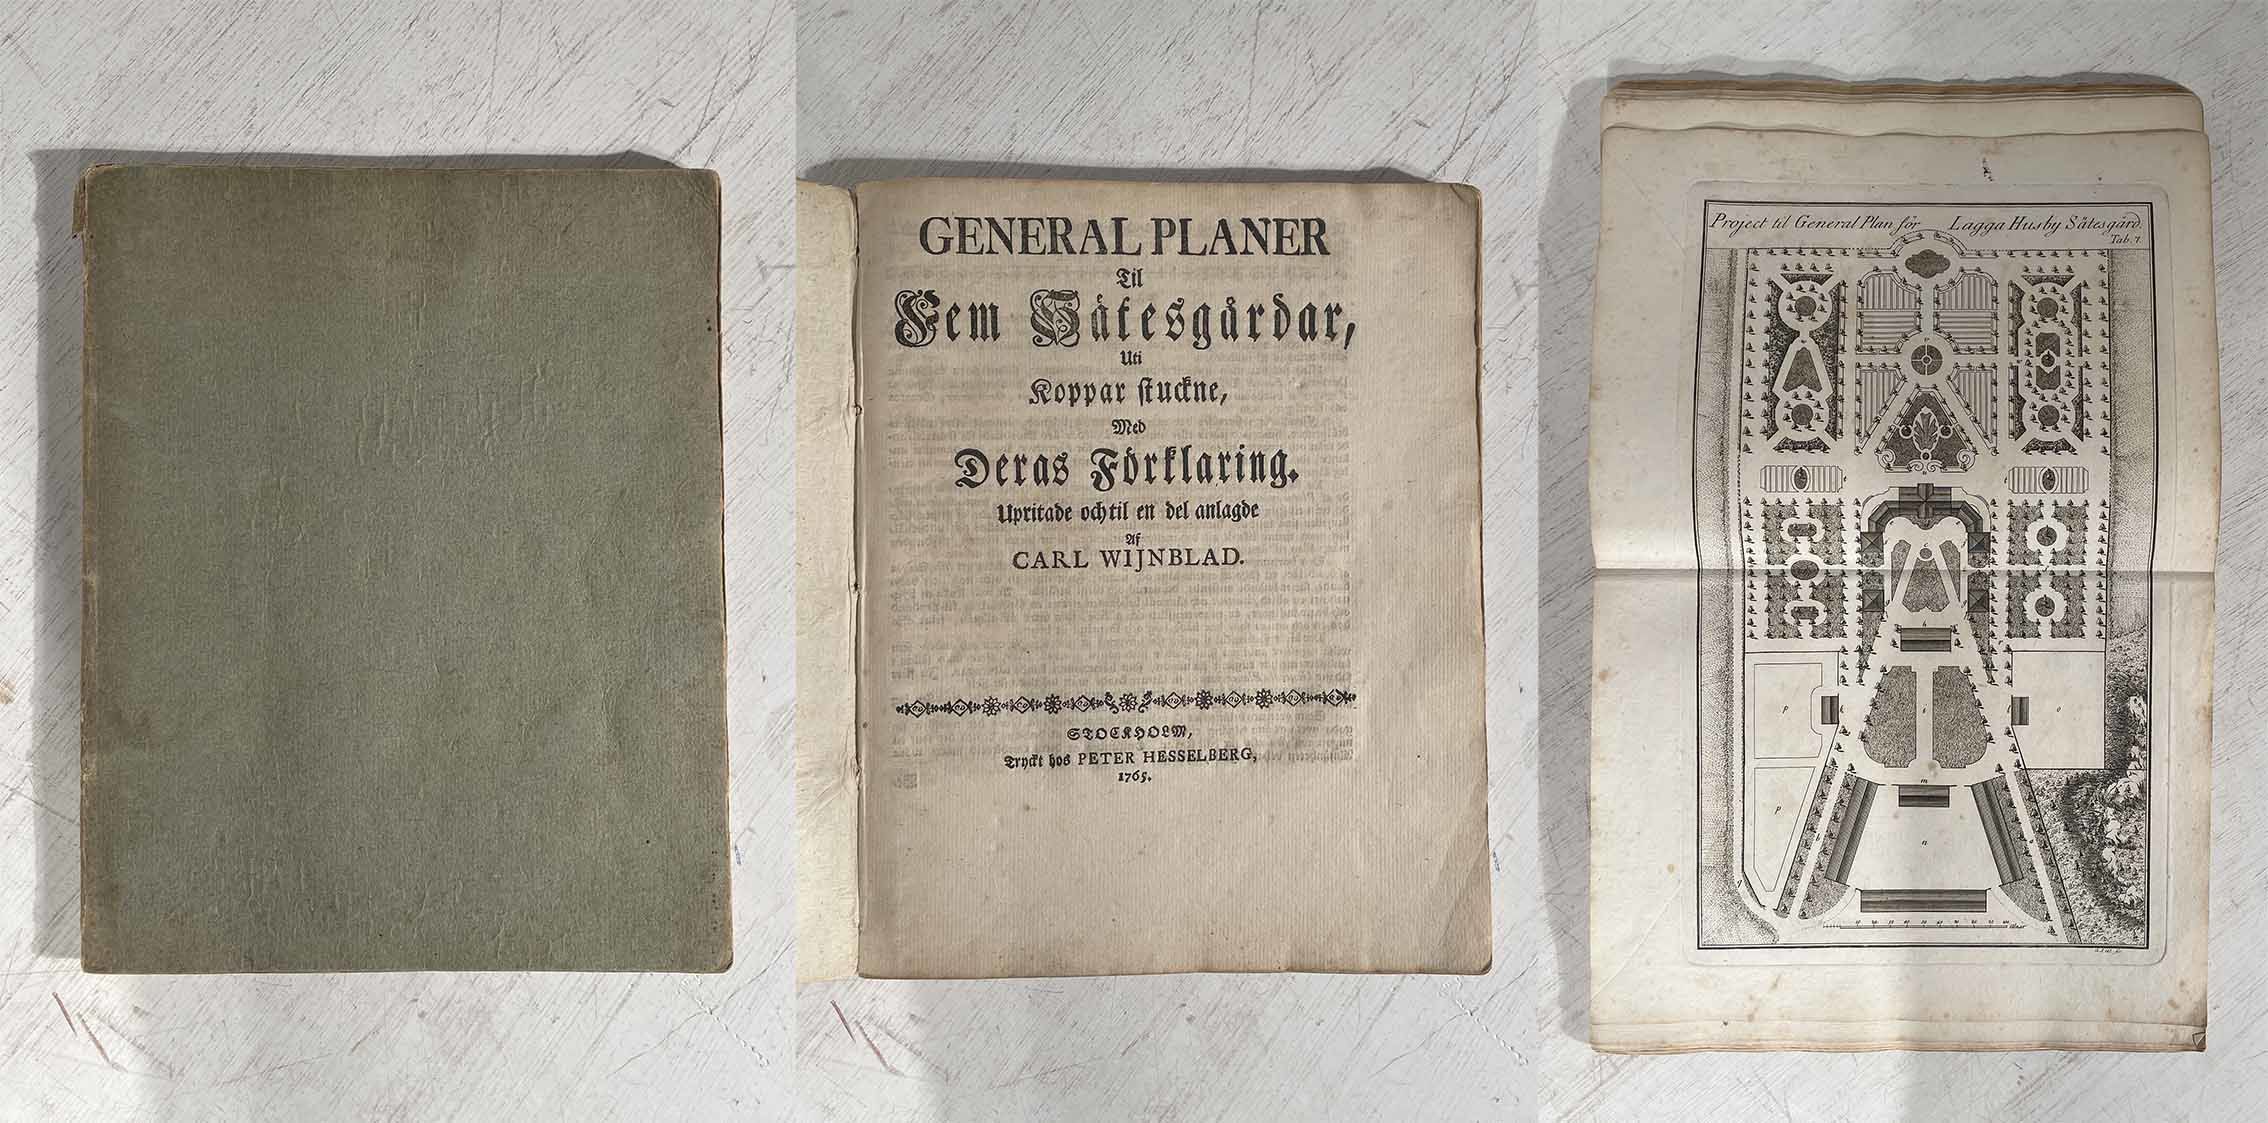 GENERAL PLANER
Til
Fem Sätesgårdar,
Uti
Koppar stuckne,
Med
Deras Förklaring.
Upritade och til en del anlagde
Af
CARL WIJNBLAD.
STOCKHOLM,
Tryckt hos PETER HESSELBERG,
1765.
Project til General Plan för Lagga Husby Sätesgård.
Tab. 7.